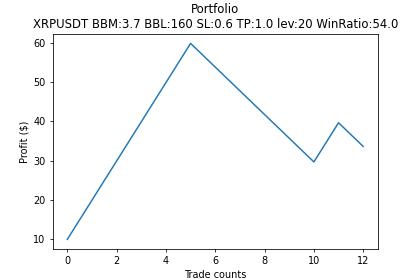 Portfolio
XRPUSDT BBM:3.7 BBL:160 SL:0.6 TP:1.0 lev:20 WinRatio:54.0
60
50
40
30
20
10
Profit ($)
0 2 4 6 8 10 12
Trade counts